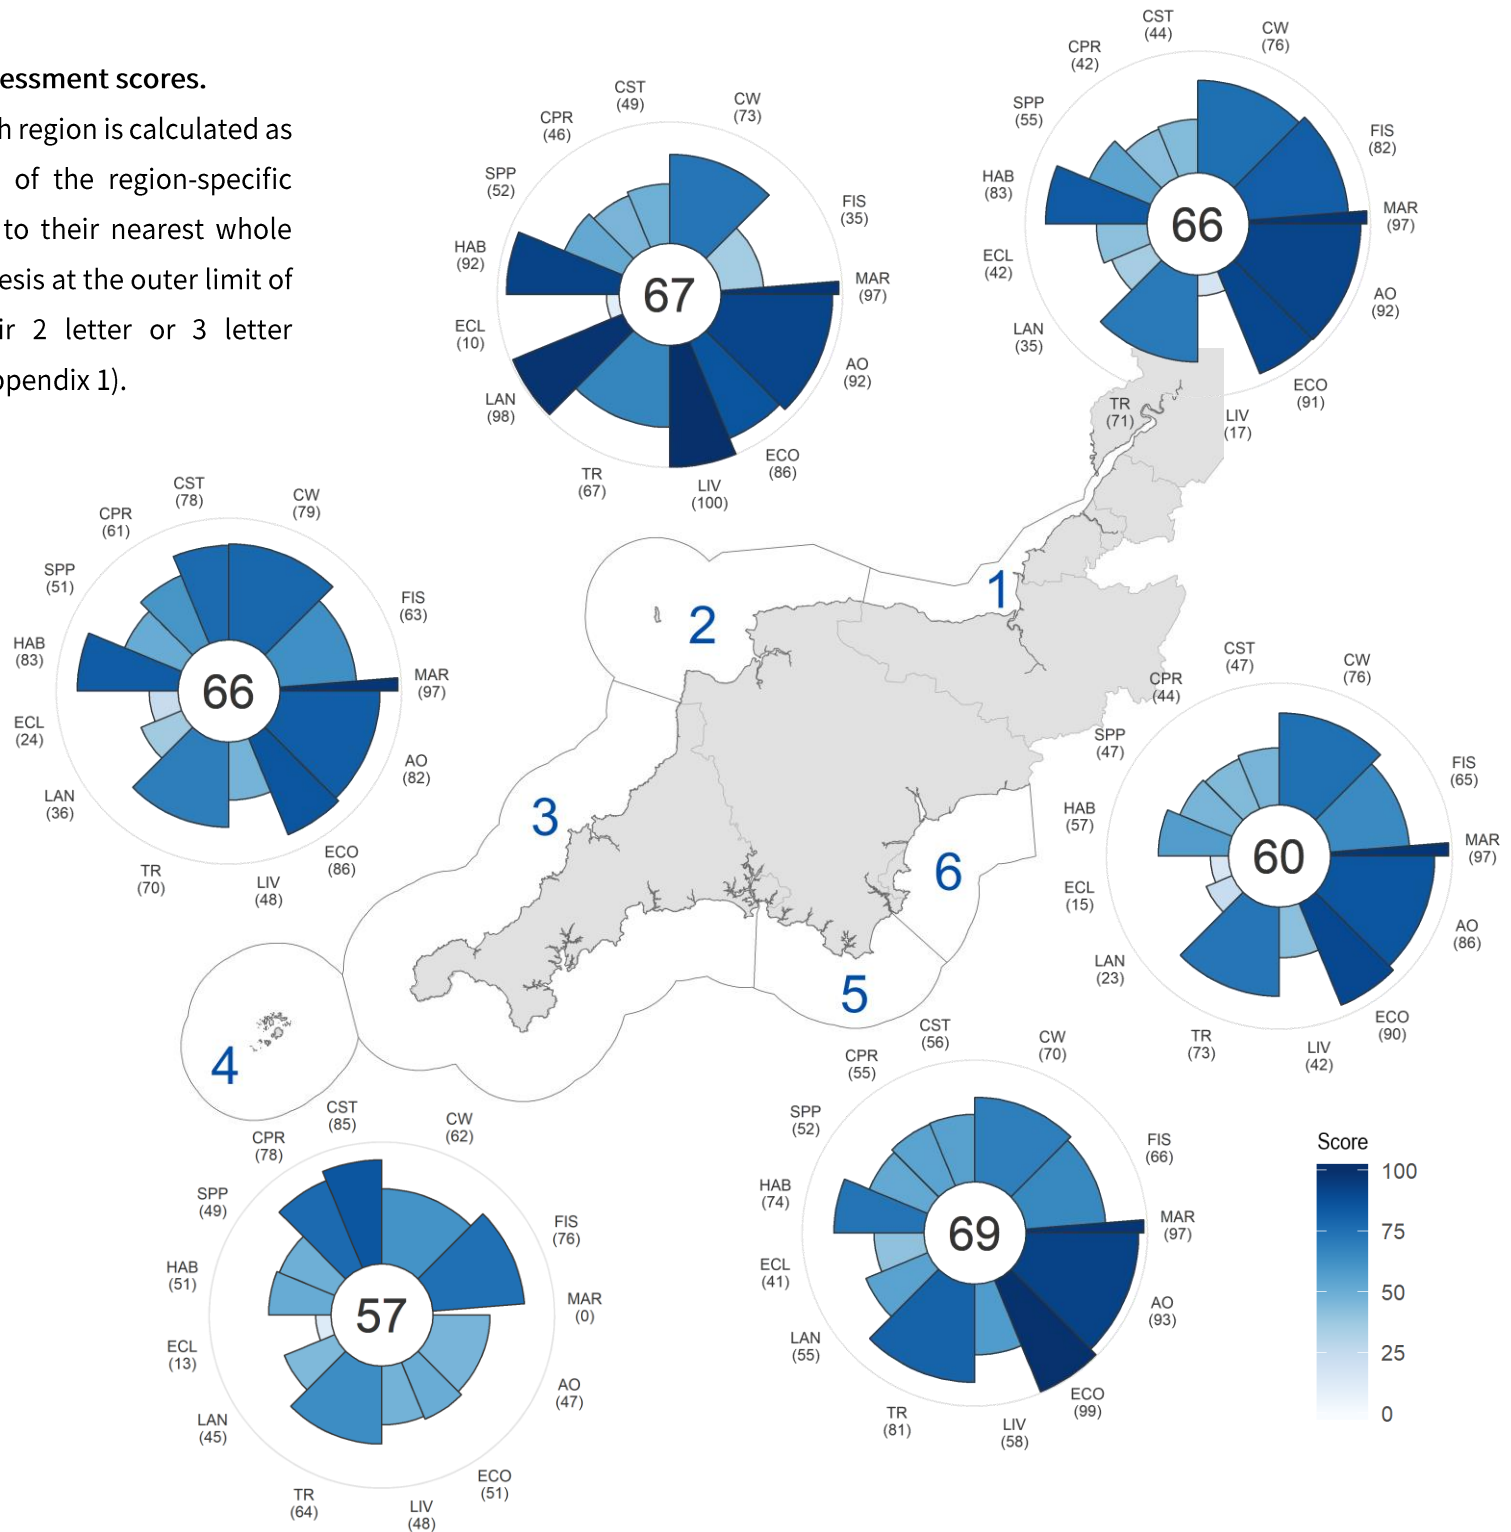 essment scores.
h region is calculated as
of the region-specific
to their nearest whole
esis at the outer limit of
ir 2 letter or 3 letter
ppendix 1).
CST
(44)
CW
(76)
CPR
(42)
SPP
(55)
FIS
(82)
HAB
(83)
MAR
(97)
66
ECL
(42)
AO
(92)
LAN
(35)
ECO
(91)
TR
(71)
LIV
(17)
CST
(49)
CW
(73)
CPR
(46)
SPP
(52)
FIS
(35)
HAB
(92)
MAR
(97)
67
ECL
(10)
AO
(92)
LAN
(98)
ECO
(86)
TR
(67)
LIV
(100)
CST
(78)
CW
(79)
CPR
(61)
SPP
(51)
FIS
(63)
HAB
(83)
MAR
(97)
66
ECL
(24)
AO
(82)
LAN
(36)
ECO
(86)
TR
(70)
LIV
(48)
1
2
3
4
5
6
CST
(47)
CW
(76)
CPR
(44)
SPP
(47)
FIS
(65)
HAB
(57)
MAR
(97)
60
ECL
(15)
AO
(86)
LAN
(23)
ECO
(90)
TR
(73)
LIV
(42)
CST
(85)
CW
(62)
CPR
(78)
SPP
(49)
FIS
(76)
HAB
(51)
MAR
(0)
57
ECL
(13)
AO
(47)
LAN
(45)
ECO
(51)
TR
(64)
LIV
(48)
CST
(56)
CW
(70)
CPR
(55)
SPP
(52)
FIS
(66)
HAB
(74)
MAR
(97)
69
ECL
(41)
AO
(93)
LAN
(55)
ECO
(99)
TR
(81)
LIV
(58)
Score
100
75
50
25
0